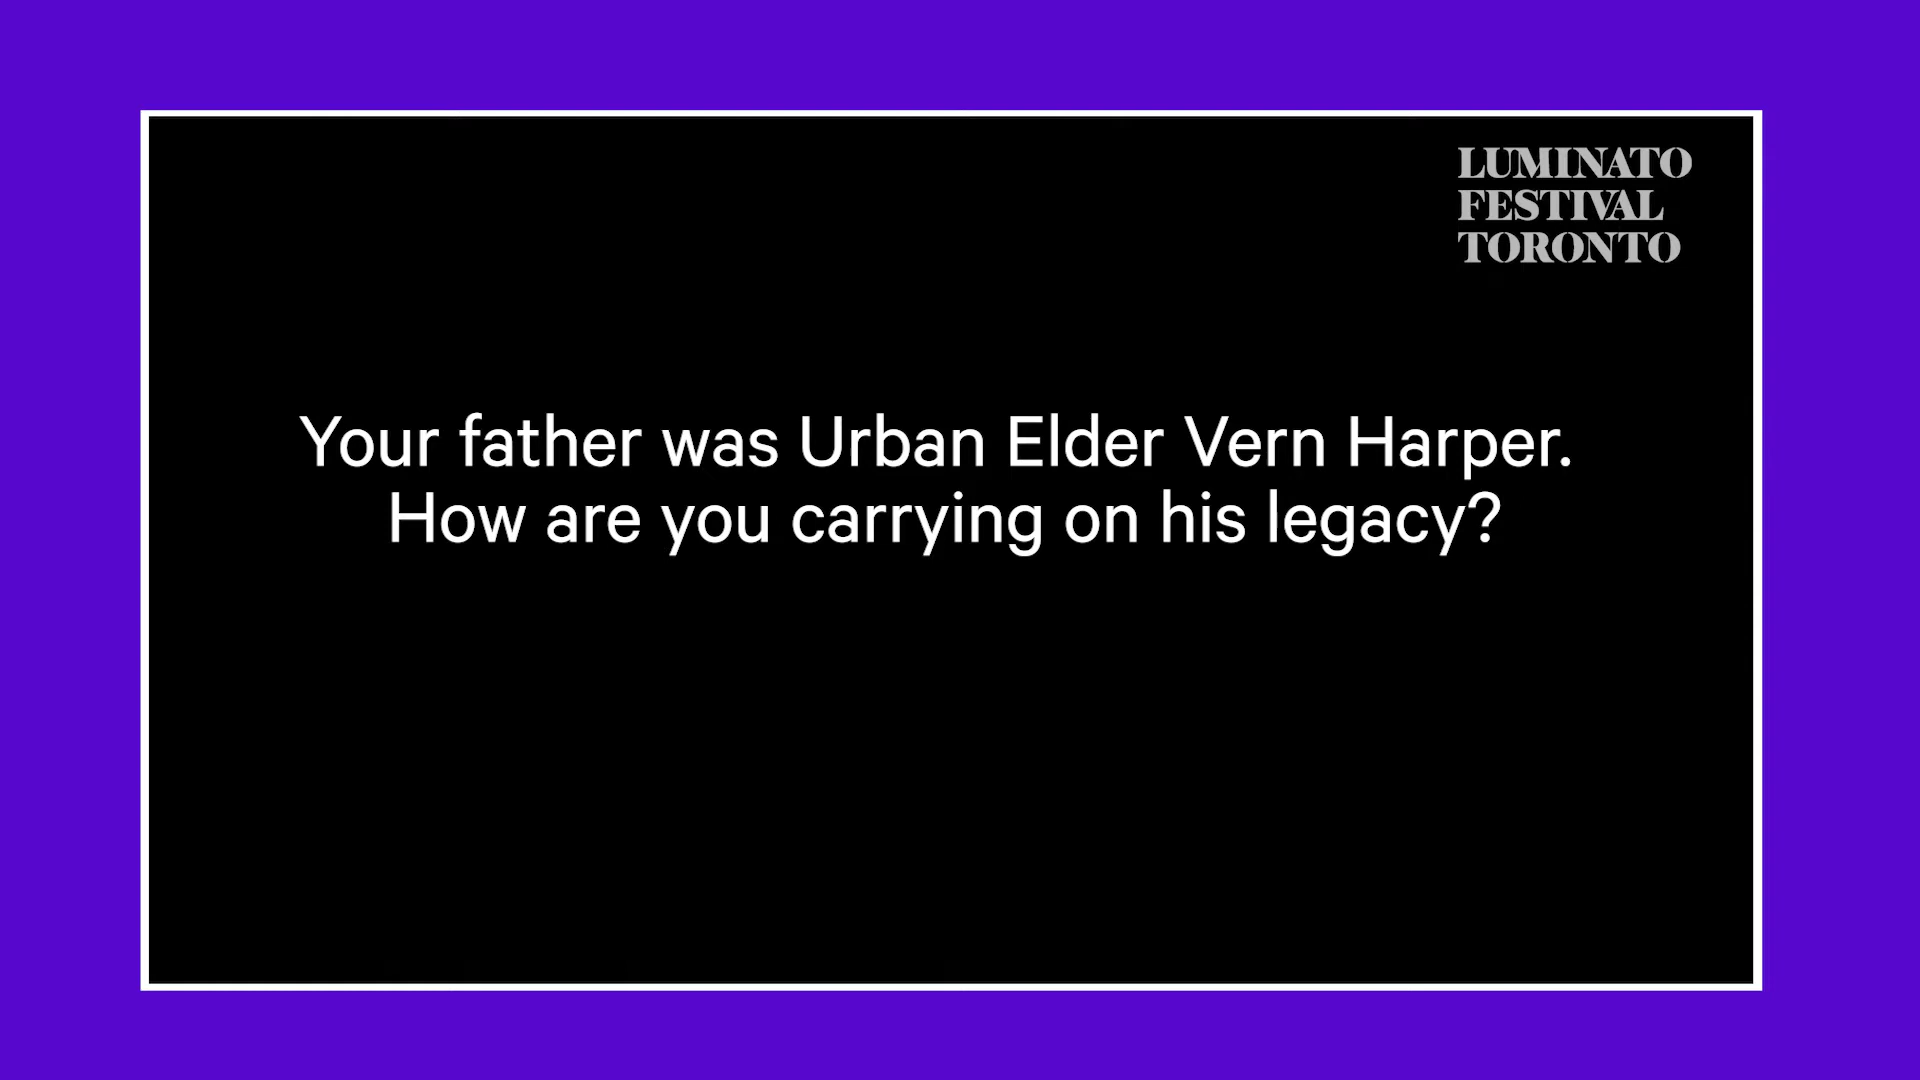 LUMINATO
FESTIVAL
TORONTO
Your father was Urban Elder Vern Harper.
How are you carrying on his legacy?